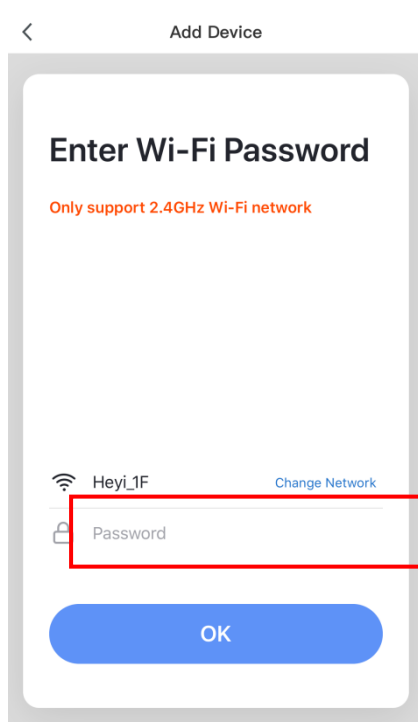 Add Device
Enter Wi-Fi Password
Only support 2.4GHz Wi-Fi network
Heyi_1F Change Network
Password
OK